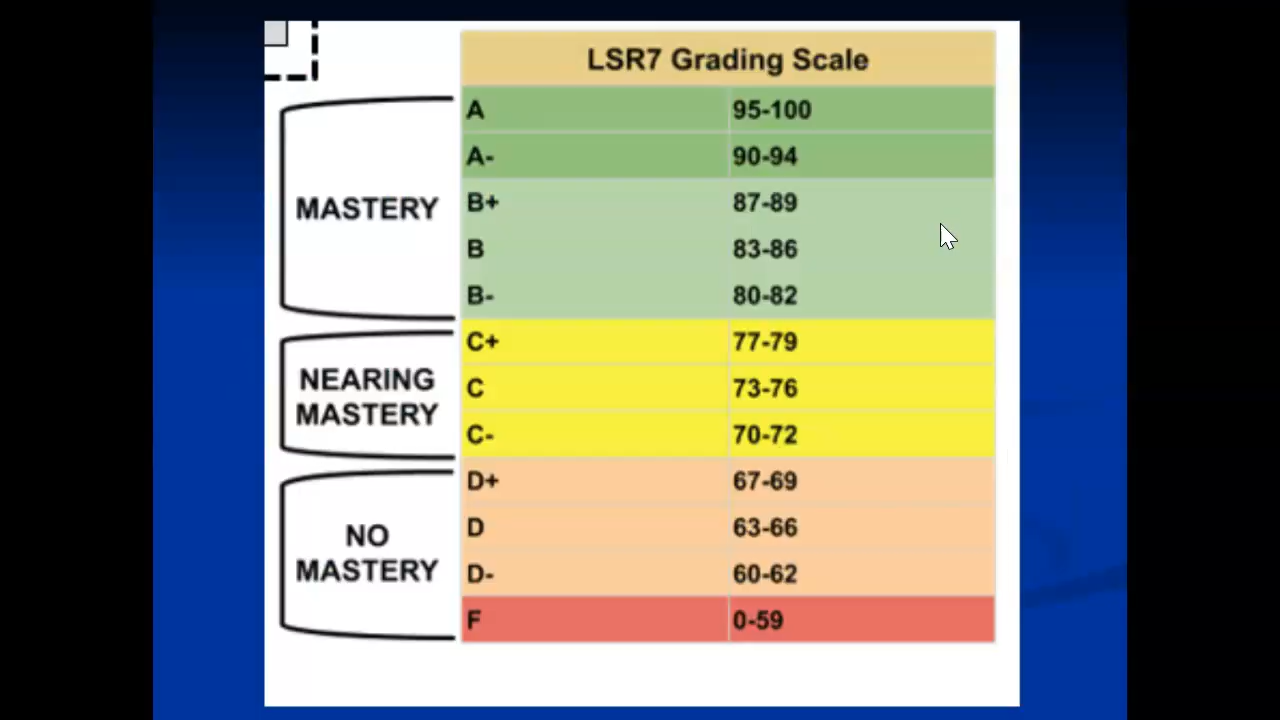 LSR7 Grading Scale
A 95-100
A- 90-94
MASTERY
B+ 87-89
B 83-86
B- 80-82
C+ 77-79
NEARING
MASTERY
C 73-76
C- 70-72
D+ 67-69
NO
MASTERY
D 63-66
D- 60-62
F 0-59